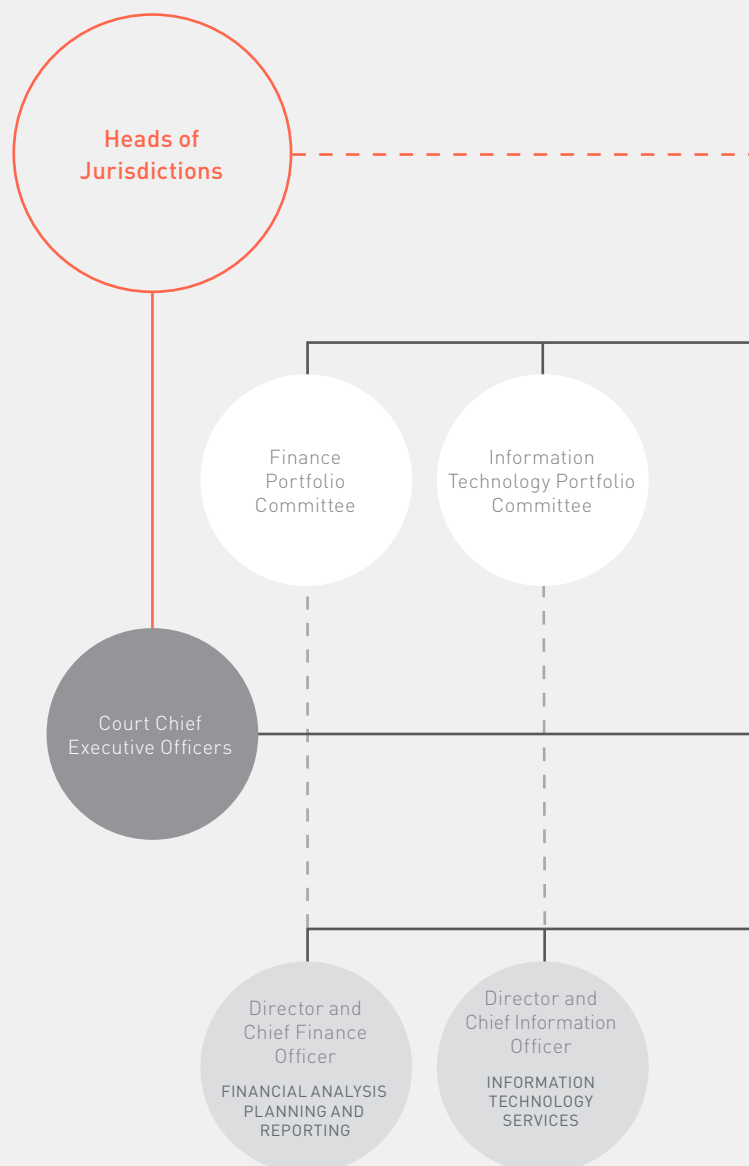 Heads of
Jurisdictions
Finance
Portfolio
Committee
Information
Technology Portfolio
Committee
Court Chief
Executive Officers
Director and
Chief Finance
Officer
FINANCIAL ANALYSIS
PLANNING AND
REPORTING
Director and
Chief Information
Officer
INFORMATION
TECHNOLOGY
SERVICES